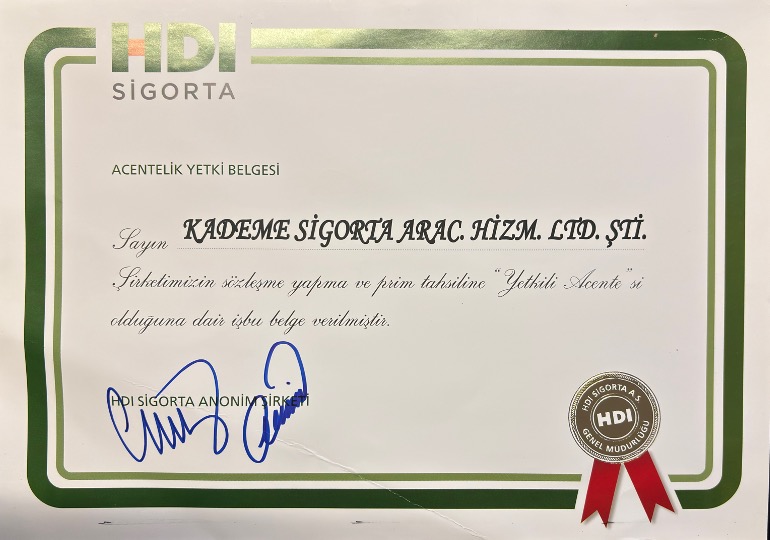 HDI
SİGORTA
ACENTELİK YETKİ BELGESİ
Sayın KADEME SİGORTA ARAC. HİZM. LTD. ŞTİ.
Şirketimizin sözleşme yapma ve prim tahsiline "Yetkili Acente"si
olduğuna dair işbu belge verilmiştir.
HDI SİGORTA ANONİM ŞİRKETİ
HDI SİGORTA A.Ş.
HDI
GENEL MÜDÜRLÜĞÜ